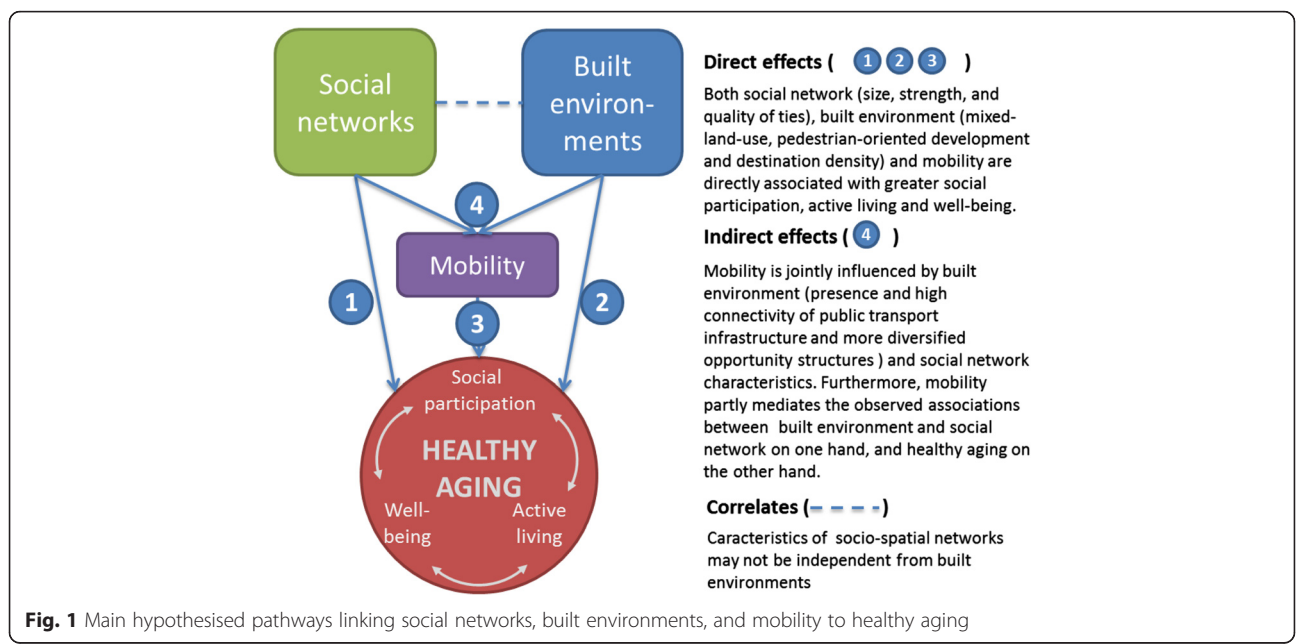 Social
networks
Built
environ-
ments
4
Mobility
1
2
3
Social
participation
HEALTHY
AGING
Well-
being
Active
living
Direct effects ( 1 2 3 )
Both social network (size, strength, and
quality of ties), built environment (mixed-
land-use, pedestrian-oriented development
and destination density) and mobility are
directly associated with greater social
participation, active living and well-being.
Indirect effects ( 4 )
Mobility is jointly influenced by built
environment (presence and high
connectivity of public transport
infrastructure and more diversified
opportunity structures ) and social network
characteristics. Furthermore, mobility
partly mediates the observed associations
between built environment and social
network on one hand, and healthy aging on
the other hand.
Correlates (– – – –)
Caracteristics of socio-spatial networks
may not be independent from built
environments
Fig. 1 Main hypothesised pathways linking social networks, built environments, and mobility to healthy aging